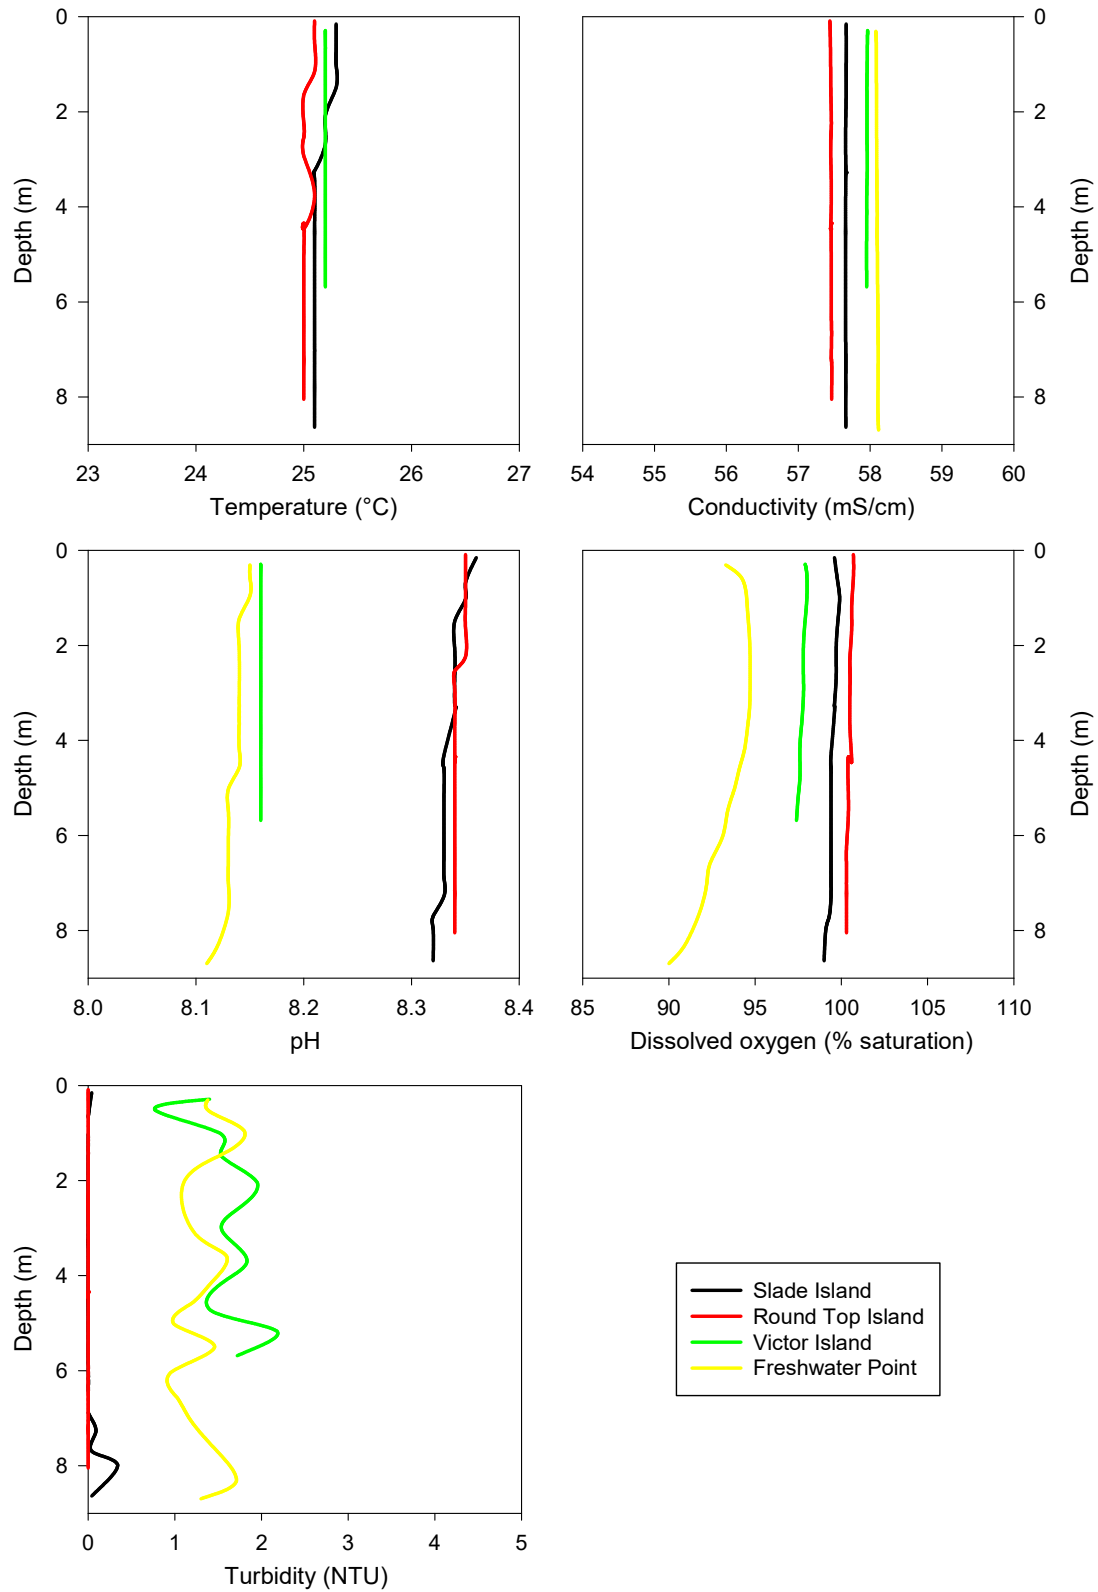 0
2
4
6
8
Depth (m)
23 24 25 26 27
Temperature (°C)
0
2
4
6
8
Depth (m)
54 55 56 57 58 59 60
Conductivity (mS/cm)
0
2
4
6
8
Depth (m)
8.0 8.1 8.2 8.3 8.4
pH
0
2
4
6
8
Depth (m)
85 90 95 100 105 110
Dissolved oxygen (% saturation)
0
2
4
6
8
Depth (m)
0 1 2 3 4 5
Turbidity (NTU)
Slade Island
Round Top Island
Victor Island
Freshwater Point